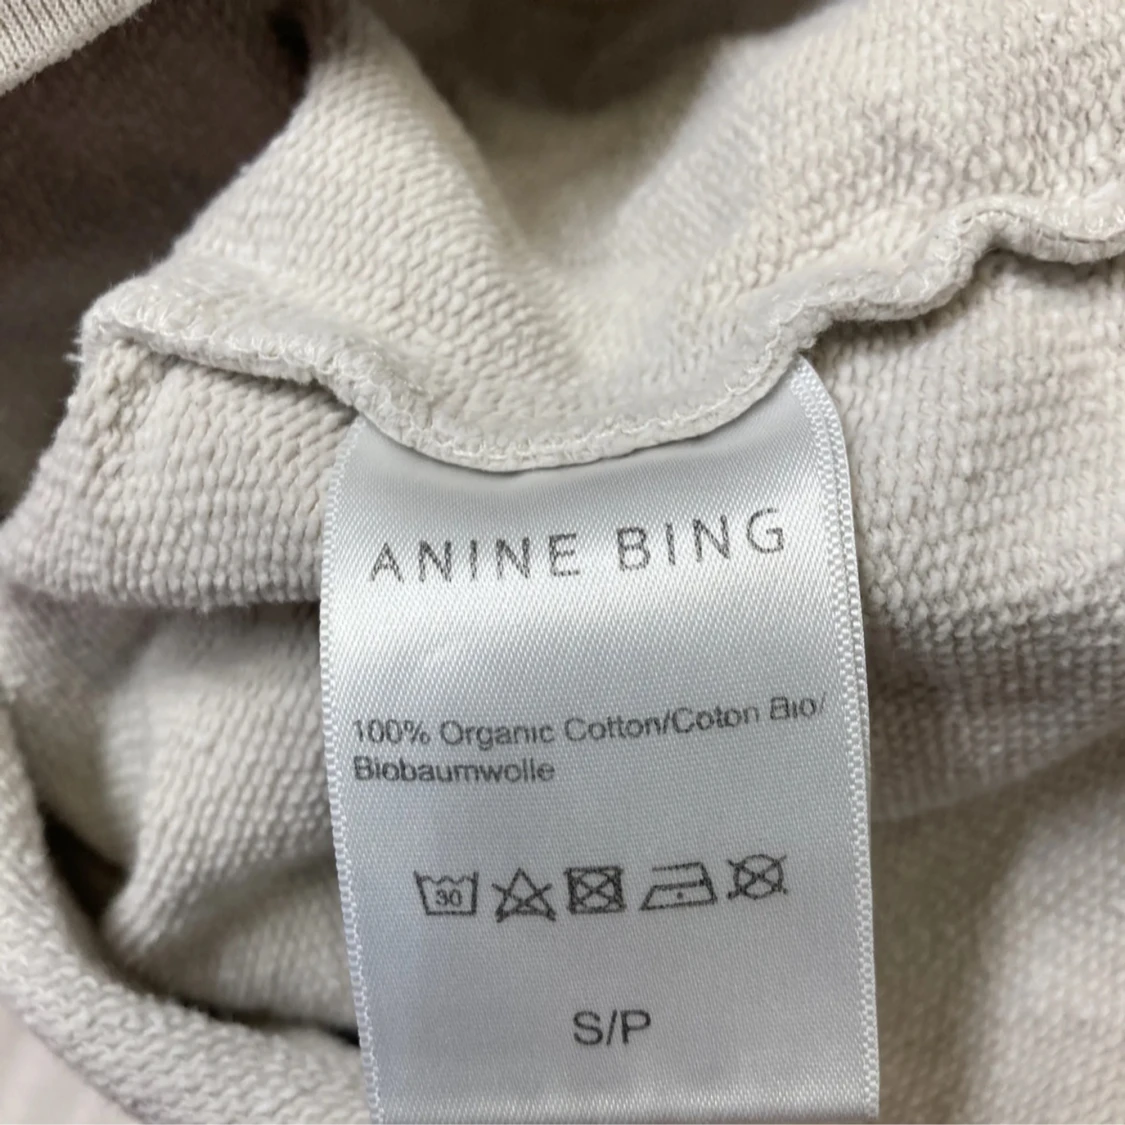 ANINE BING
100% Organic Cotton/Coton Bio/
Biobaumwolle
30
S/P